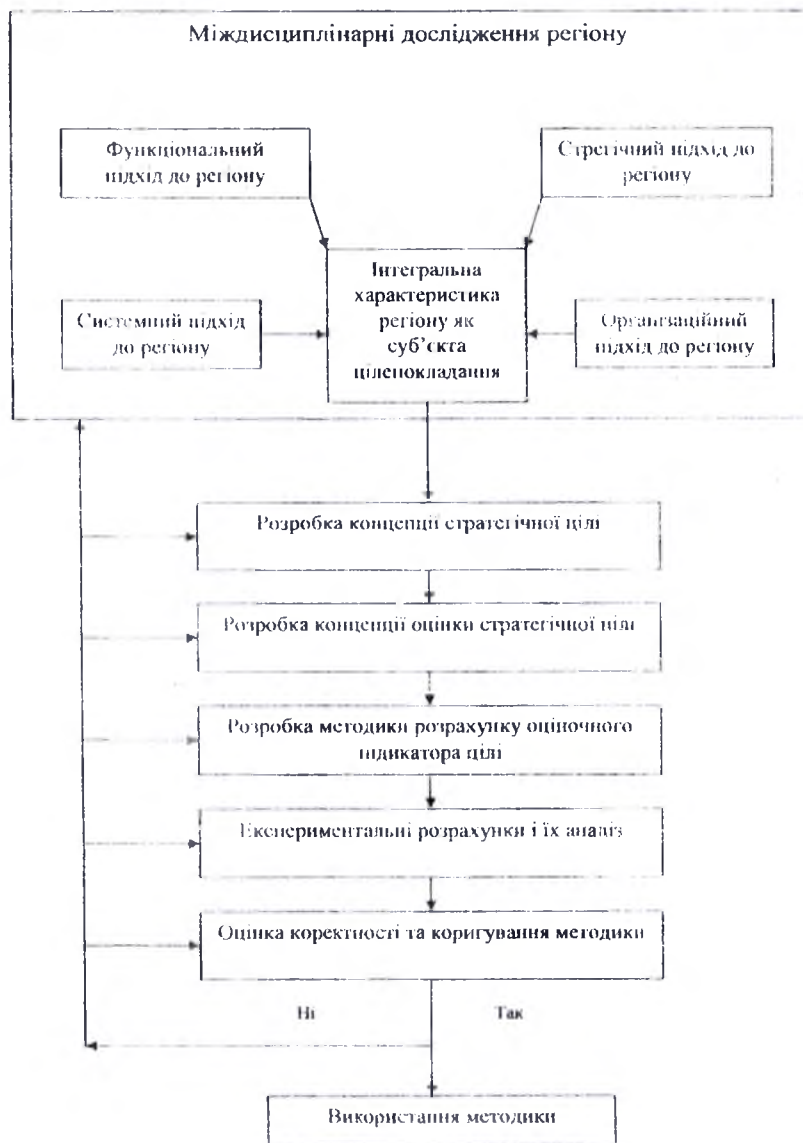 Міждисциплінарні дослідження регіону
Функціональний
підхід до регіону
Стрегічний підхід до
регіону
Інтегральна
характеристика
регіону як
суб’єкта
ціленокладання
Системний підхід
до регіону
Організаційний
підхід до регіону
Розробка концепції стратегічної цілі
Розробка концепції оцінки стратегічної цілі
Розробка методики розрахунку оціночного
індикатора цілі
Експериментальні розрахунки і їх аналіз
Оцінка коректності та коригування методики
Ні
Так
Використання методики